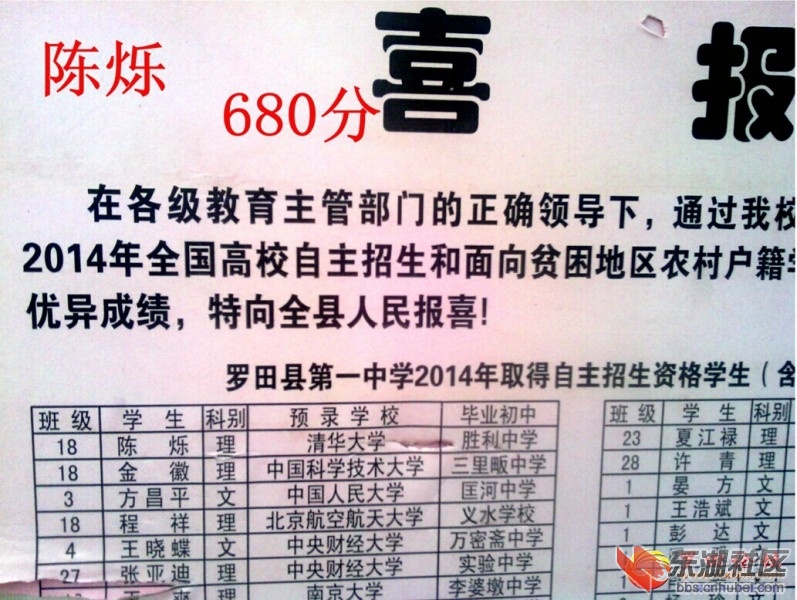 陈烁
680分
喜报
在各级教育主管部门的正确领导下，通过我校
2014年全国高校自主招生和面向贫困地区农村户籍学
优异成绩，特向全县人民报喜!
罗田县第一中学2014年取得自主招生资格学生（含
班级 学生 科别 预录学校 毕业初中 班级 学生 科别
18 陈烁 理 清华大学 胜利中学 23 夏江禄 理
18 金徽 理 中国科学技术大学 三里畈中学 28 许青 理
3 方昌平 文 中国人民大学 匡河中学 1 晏方 文
18 程祥 理 北京航空航天大学 义水学校 1 王浩斌 文
4 王晓蝶 文 中央财经大学 万密斋中学 1 彭达 文
27 张亚迪 理 中央财经大学 实验中学
南京大学 李婆墩中学
东湖社区
bbs.cnhubei.com